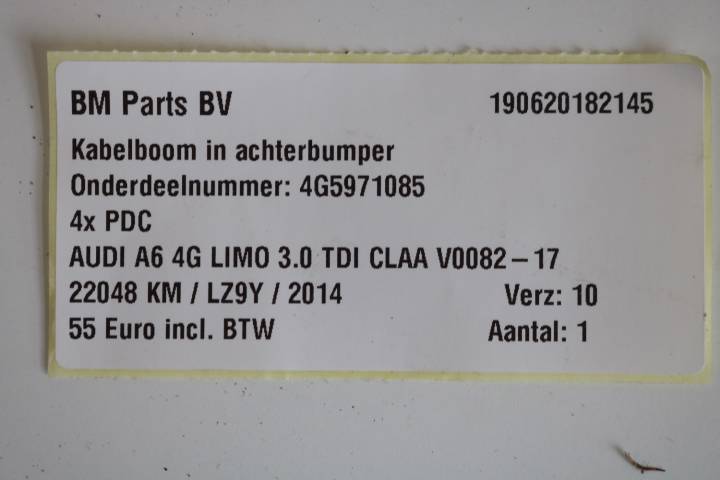 BM Parts BV 190620182145
Kabelboom in achterbumper
Onderdeelnummer: 4G5971085
4x PDC
AUDI A6 4G LIMO 3.0 TDI CLAA V0082-17
22048 KM / LZ9Y / 2014 Verz: 10
55 Euro incl. BTW Aantal: 1